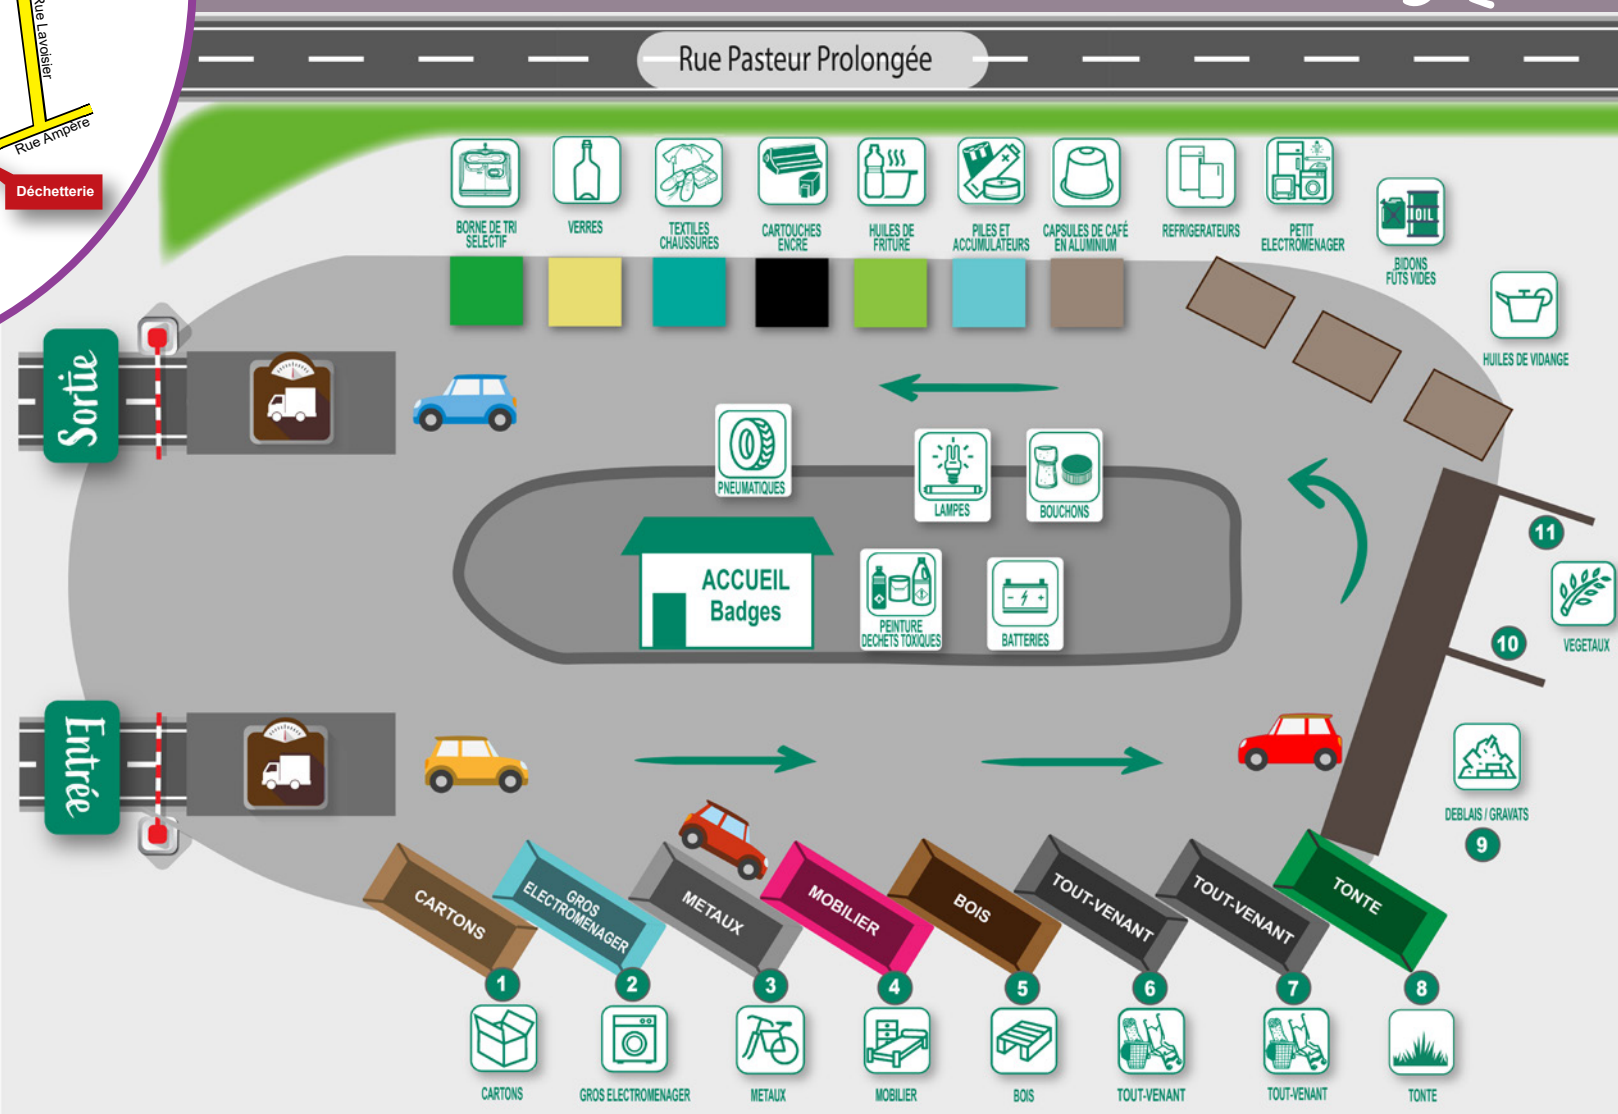 Rue Lavoisier
Rue Ampère
Déchetterie
Rue Pasteur Prolongée
BORNE DE TRI
SELECTIF
VERRES
TEXTILES
CHAUSSURES
CARTOUCHES
ENCRE
HUILES DE
FRITURE
PILES ET
ACCUMULATEURS
CAPSULES DE CAFÉ
EN ALUMINIUM
REFRIGERATEURS
PETIT
ELECTROMENAGER
OIL
BIDONS
FÛTS VIDES
HUILES DE VIDANGE
Sortie
PNEUMATIQUES
LAMPES
BOUCHONS
ACCUEIL
Badges
PEINTURE
DECHETS TOXIQUES
BATTERIES
11
VEGETAUX
10
Entrée
DEBLAIS / GRAVATS
9
CARTONS
GROS
ELECTROMENAGER
METAUX
MOBILIER
BOIS
TOUT-VENANT
TOUT-VENANT
TONTE
1
2
3
4
5
6
7
8
CARTONS
GROS ELECTROMENAGER
METAUX
MOBILIER
BOIS
TOUT-VENANT
TOUT-VENANT
TONTE